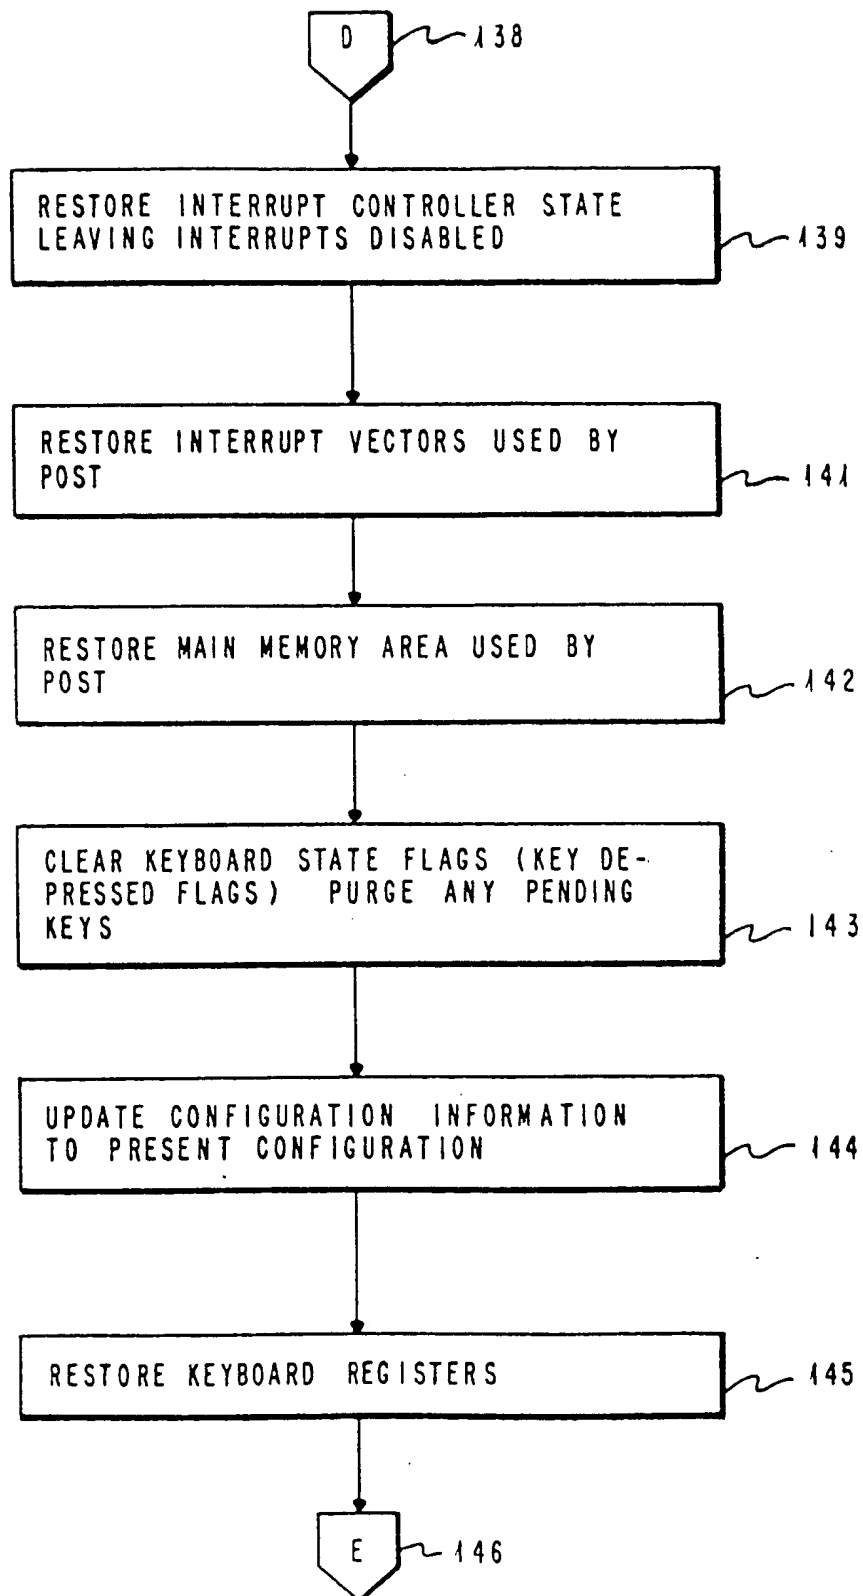 D
138
RESTORE INTERRUPT CONTROLLER STATE
LEAVING INTERRUPTS DISABLED
139
RESTORE INTERRUPT VECTORS USED BY
POST
141
RESTORE MAIN MEMORY AREA USED BY
POST
142
CLEAR KEYBOARD STATE FLAGS (KEY DE-
PRESSED FLAGS) PURGE ANY PENDING
KEYS
143
UPDATE CONFIGURATION INFORMATION
TO PRESENT CONFIGURATION
144
RESTORE KEYBOARD REGISTERS
145
E
146